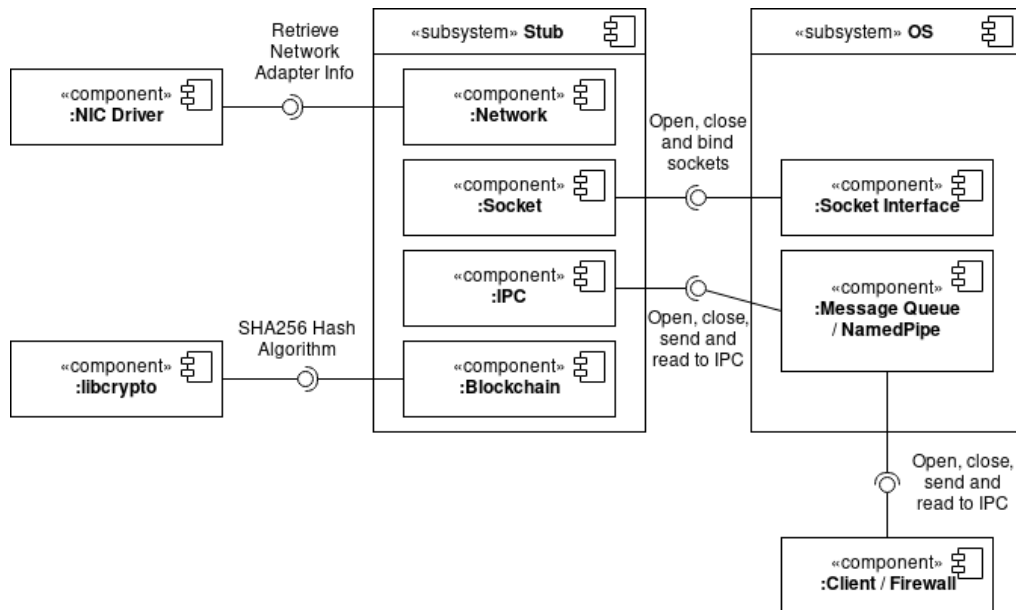 Retrieve
Network
Adapter Info
«subsystem» Stub
«subsystem» OS
«component»
:NIC Driver
«component»
:Network
Open, close
and bind
sockets
«component»
:Socket
«component»
:Socket Interface
«component»
:IPC
«component»
:Message Queue
/ NamedPipe
Open, close,
send and
read to IPC
SHA256 Hash
Algorithm
«component»
:libcrypto
«component»
:Blockchain
Open, close,
send and
read to IPC
«component»
:Client / Firewall